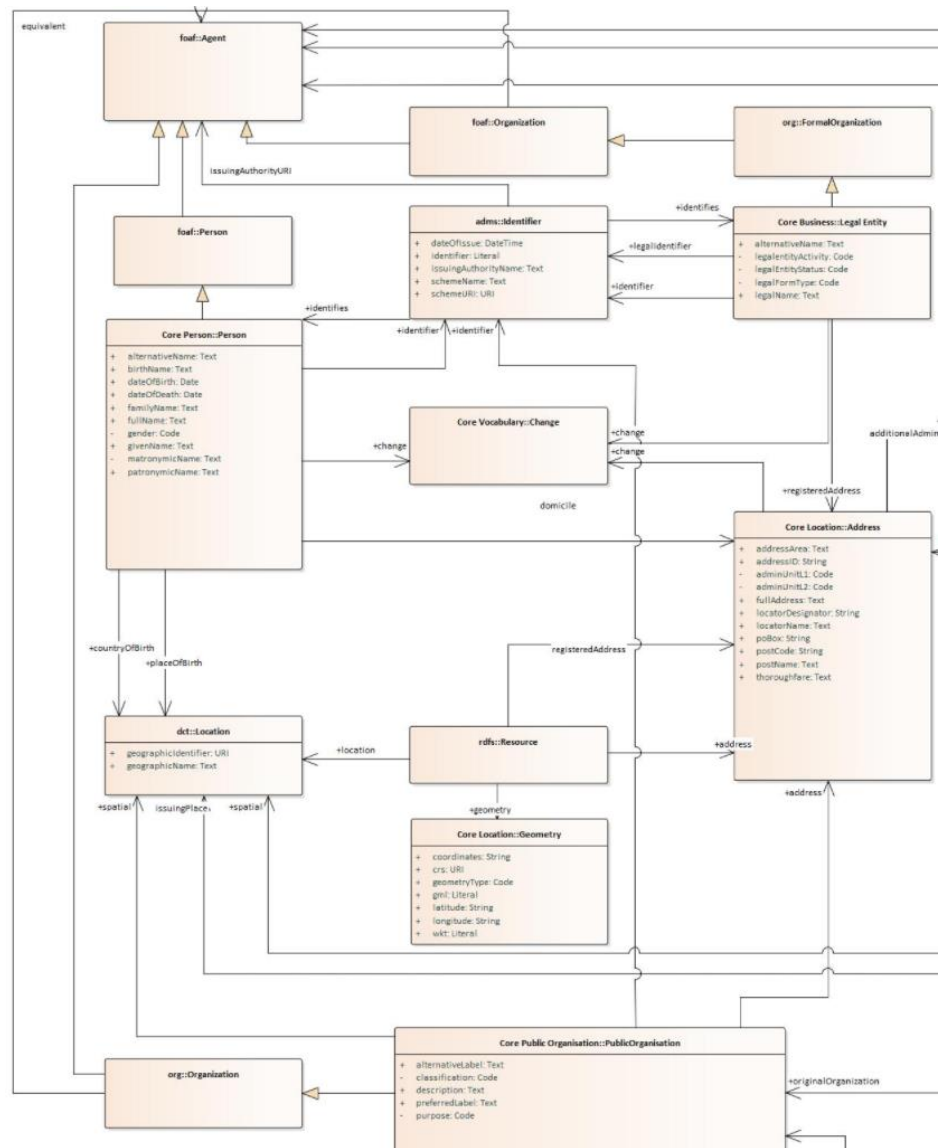 equivalent
foaf::Agent
foaf::Organization
org::FormalOrganization
issuingAuthorityURI
foaf::Person
adms::Identifier
+ dateOfIssue: DateTime
+ identifier: Literal
+ issuingAuthorityName: Text
+ schemeName: Text
+ schemeURI: URI
+identifies
+legalIdentifier
+identifier
Core Business::Legal Entity
+ alternativeName: Text
- legalentityActivity: Code
- legalEntityStatus: Code
- legalFormType: Code
+ legalName: Text
+identifies
+identifier
+identifier
Core Person::Person
+ alternativeName: Text
+ birthName: Text
+ dateOfBirth: Date
+ dateOfDeath: Date
+ familyName: Text
+ fullName: Text
- gender: Code
+ givenName: Text
- matronymicName: Text
+ patronymicName: Text
Core Vocabulary::Change
+change
+change
+change
additionalAdmin
+registeredAddress
domicile
Core Location::Address
+ addressArea: Text
+ addressID: String
- adminUnitL1: Code
- adminUnitL2: Code
+ fullAddress: Text
+ locatorDesignator: String
+ locatorName: Text
+ poBox: String
+ postCode: String
+ postName: Text
+ thoroughfare: Text
+countryOfBirth
+placeOfBirth
registeredAddress
dct::Location
+ geographicIdentifier: URI
+ geographicName: Text
+location
rdfs::Resource
+address
+spatial
issuingPlace
+spatial
+geometry
+address
Core Location::Geometry
+ coordinates: String
+ crs: URI
+ geometryType: Code
+ gml: Literal
+ latitude: String
+ longitude: String
+ wkt: Literal
Core Public Organisation::PublicOrganisation
+ alternativeLabel: Text
- classification: Code
+ description: Text
+ preferredLabel: Text
- purpose: Code
org::Organization
+originalOrganization